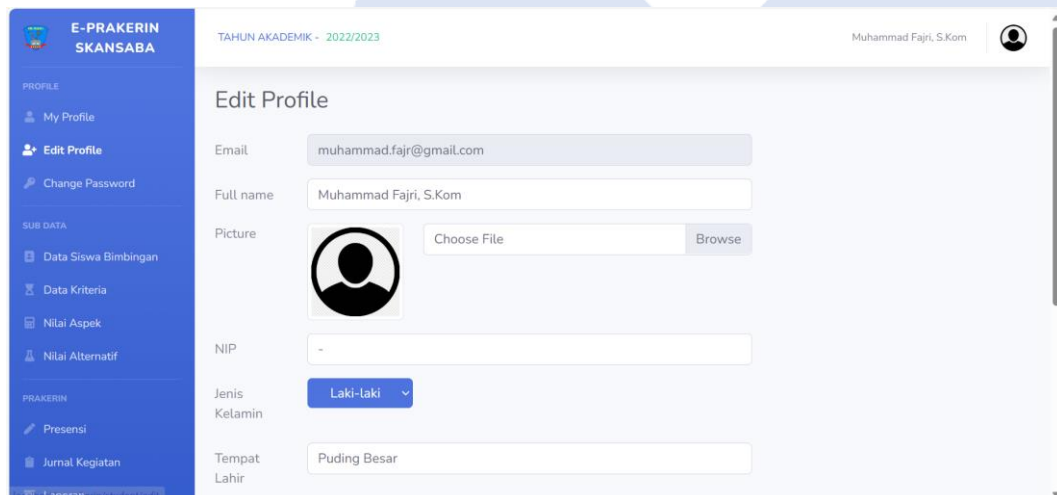 E-PRAKERIN
SKANSABA
TAHUN AKADEMIK - 2022/2023
Muhammad Fajri, S.Kom
PROFILE
My Profile
Edit Profile
Change Password
SUB DATA
Data Siswa Bimbingan
Data Kriteria
Nilai Aspek
Nilai Alternatif
PRAKERIN
Presensi
Jurnal Kegiatan
Laporan
Edit Profile
Email
muhammad.fajr@gmail.com
Full name
Muhammad Fajri, S.Kom
Picture
Choose File
Browse
NIP
-
Jenis
Kelamin
Laki-laki
Tempat
Lahir
Puding Besar